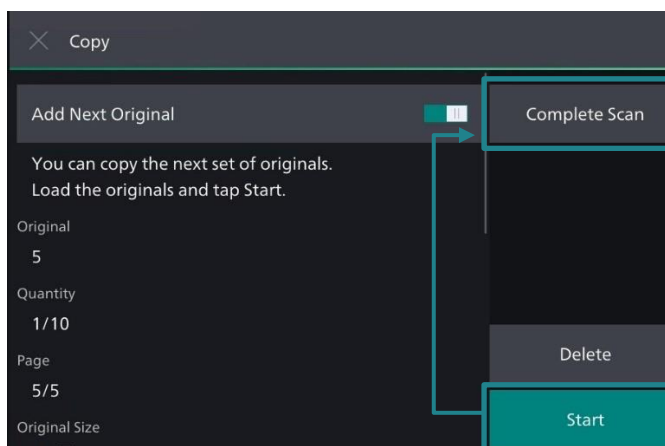 Copy
Add Next Original
Complete Scan
You can copy the next set of originals.
Load the originals and tap Start.
Original
5
Quantity
1/10
Page
5/5
Original Size
Delete
Start